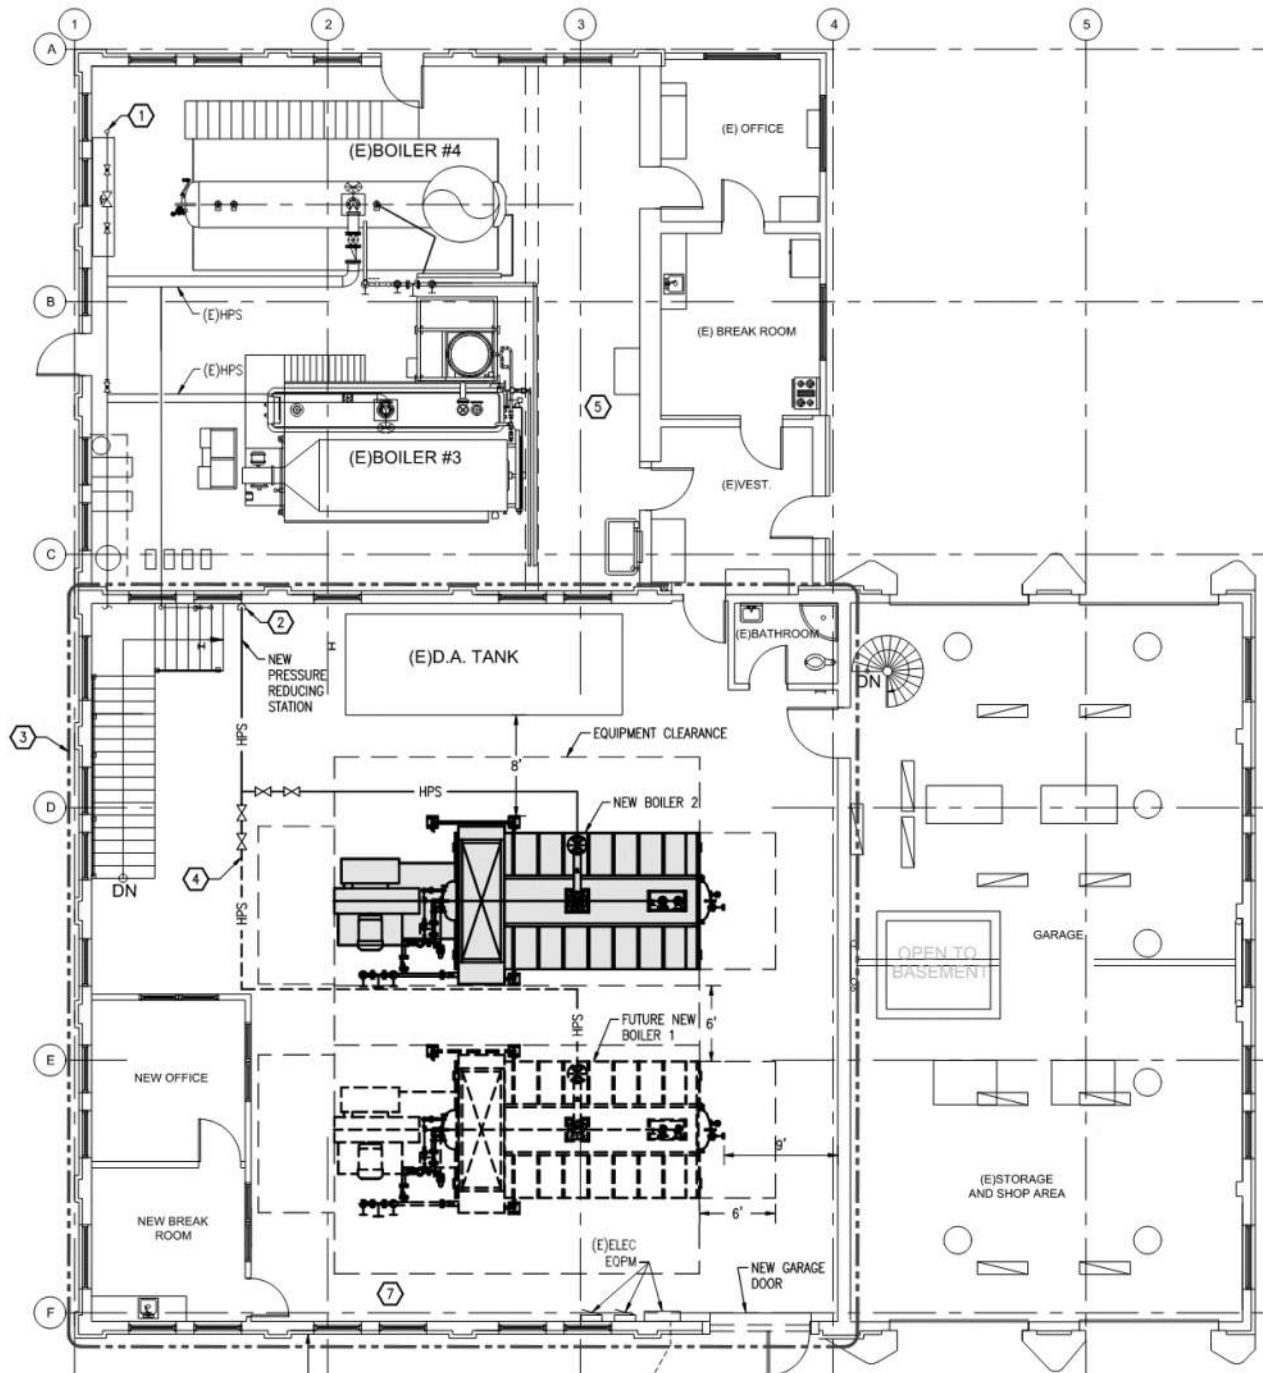 1
2
3
4
5
A
1
(E) OFFICE
(E)BOILER #4
B
(E)HPS
(E) BREAK ROOM
(E)HPS
5
(E)BOILER #3
(E)VEST.
C
2
(E)BATHROOM
NEW
PRESSURE
REDUCING
STATION
H
(E)D.A. TANK
DN
3
HPS
EQUIPMENT CLEARANCE
8'
HPS
NEW BOILER 2
D
4
DN
HPS
GARAGE
OPEN TO
BASEMENT
6'
HPS
FUTURE NEW
BOILER 1
E
NEW OFFICE
9'
(E)STORAGE
AND SHOP AREA
6'
NEW BREAK
ROOM
(E)ELEC
EQPM
NEW GARAGE
DOOR
7
F